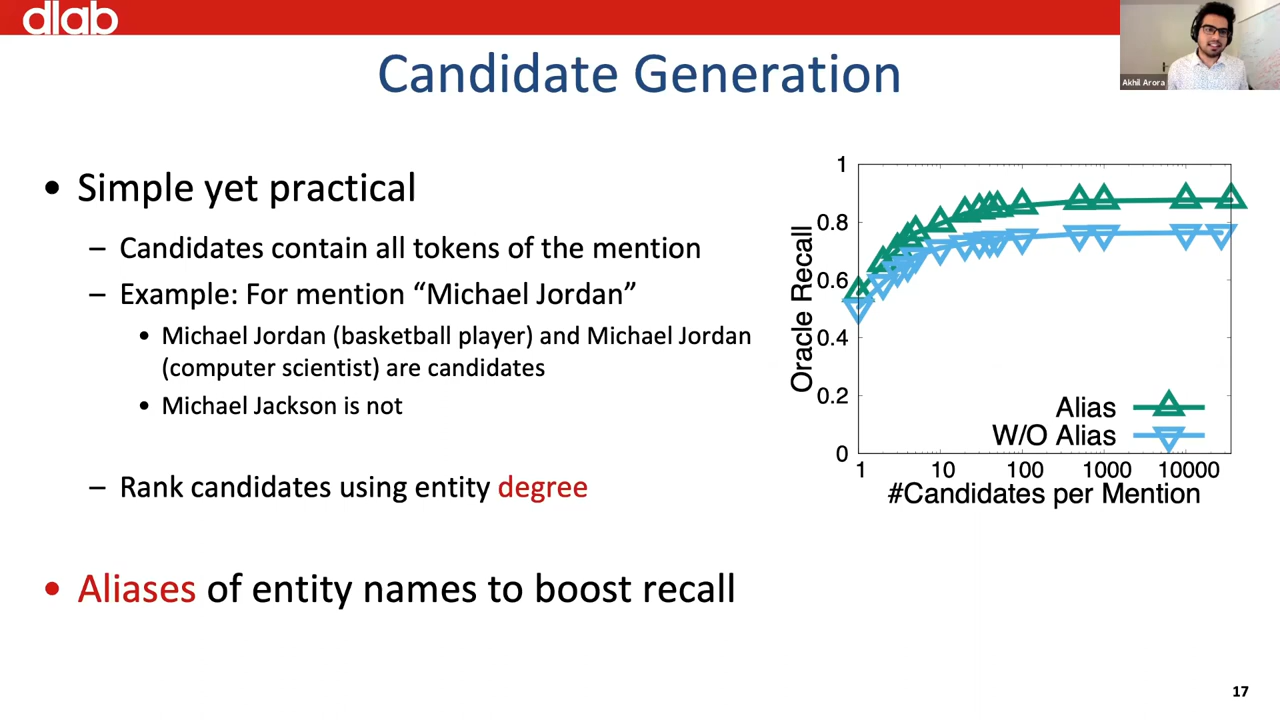 dlab
Akhil Arora
Candidate Generation
• Simple yet practical
– Candidates contain all tokens of the mention
– Example: For mention “Michael Jordan”
• Michael Jordan (basketball player) and Michael Jordan
(computer scientist) are candidates
• Michael Jackson is not
– Rank candidates using entity degree
• Aliases of entity names to boost recall
1
0.8
0.6
0.4
0.2
0
Oracle Recall
Alias
W/O Alias
1 10 100 1000 10000
#Candidates per Mention
17